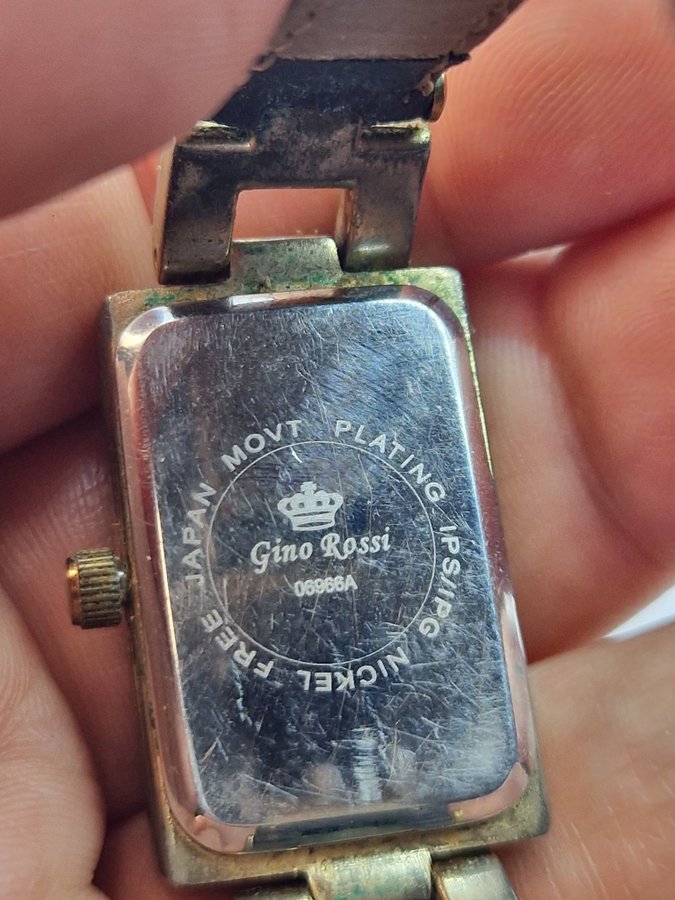 JAPAN MOVT PLATING IPS/IPG NICKEL FREE
Gino Rossi
06966A